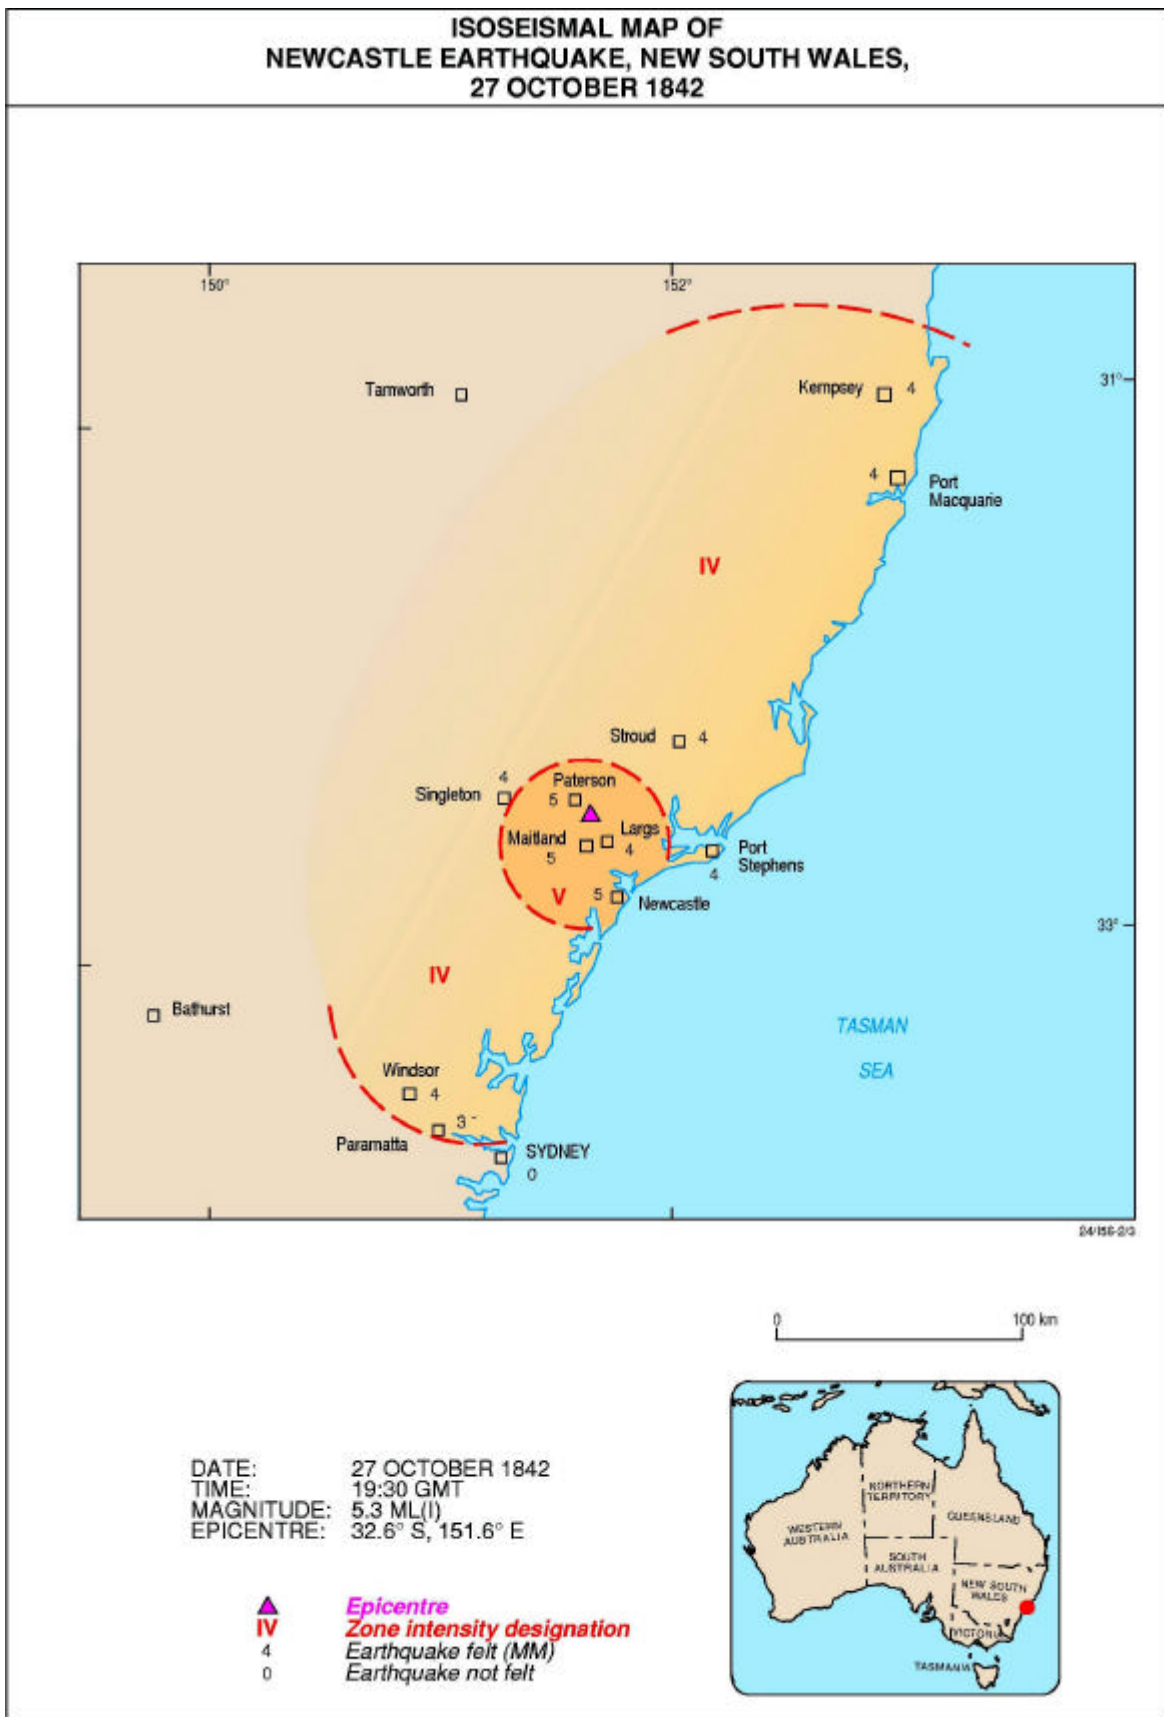 ISOSEISMAL MAP OF
NEWCASTLE EARTHQUAKE, NEW SOUTH WALES,
27 OCTOBER 1842
150°
152°
31°
Tamworth
Kempsey
4
4
Port
Macquarie
IV
Stroud
4
4
Singleton
Paterson
5
Largs
Maitland
4
5
Port
Stephens
4
V
5
Newcastle
33°
IV
Bathurst
TASMAN
SEA
Windsor
4
3 -
Paramatta
SYDNEY
0
24/156-2/3
0
100 km
DATE: 27 OCTOBER 1842
TIME: 19:30 GMT
MAGNITUDE: 5.3 ML(I)
EPICENTRE: 32.6° S, 151.6° E
Epicentre
IV Zone intensity designation
4 Earthquake felt (MM)
0 Earthquake not felt
NORTHERN
TERRITORY
QUEENSLAND
WESTERN
AUSTRALIA
SOUTH
AUSTRALIA
NEW SOUTH
WALES
VICTORIA
TASMANIA